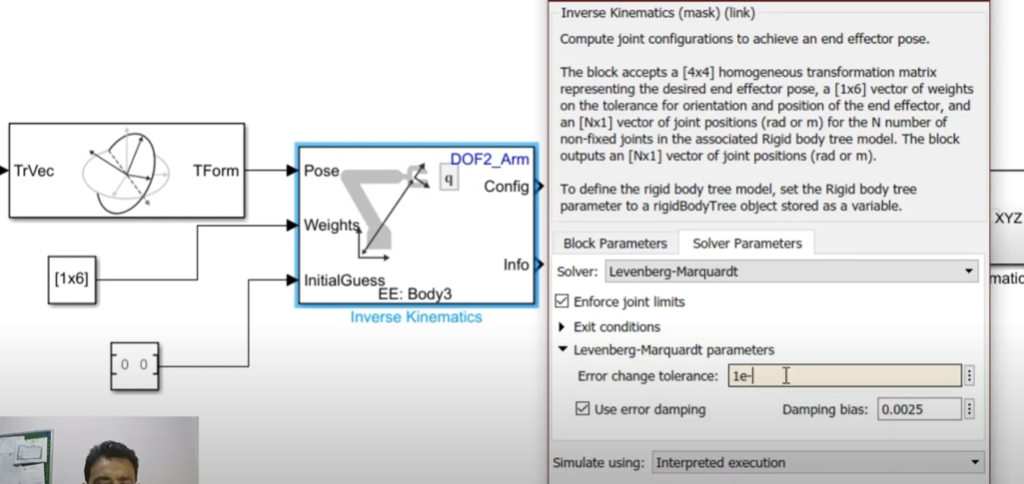 TrVec
TForm
[1x6]
0 0
Pose
Weights
InitialGuess
DOF2_Arm
q
Config
Info
EE: Body3
Inverse Kinematics
XYZ
matic
Inverse Kinematics (mask) (link)
Compute joint configurations to achieve an end effector pose.
The block accepts a [4x4] homogeneous transformation matrix
representing the desired end effector pose, a [1x6] vector of weights
on the tolerance for orientation and position of the end effector, and
an [Nx1] vector of joint positions (rad or m) for the N number of
non-fixed joints in the associated Rigid body tree model. The block
outputs an [Nx1] vector of joint positions (rad or m).
To define the rigid body tree model, set the Rigid body tree
parameter to a rigidBodyTree object stored as a variable.
Block Parameters Solver Parameters
Solver: Levenberg-Marquardt
Enforce joint limits
Exit conditions
Levenberg-Marquardt parameters
Error change tolerance: 1e-
Use error damping Damping bias: 0.0025
Simulate using: Interpreted execution